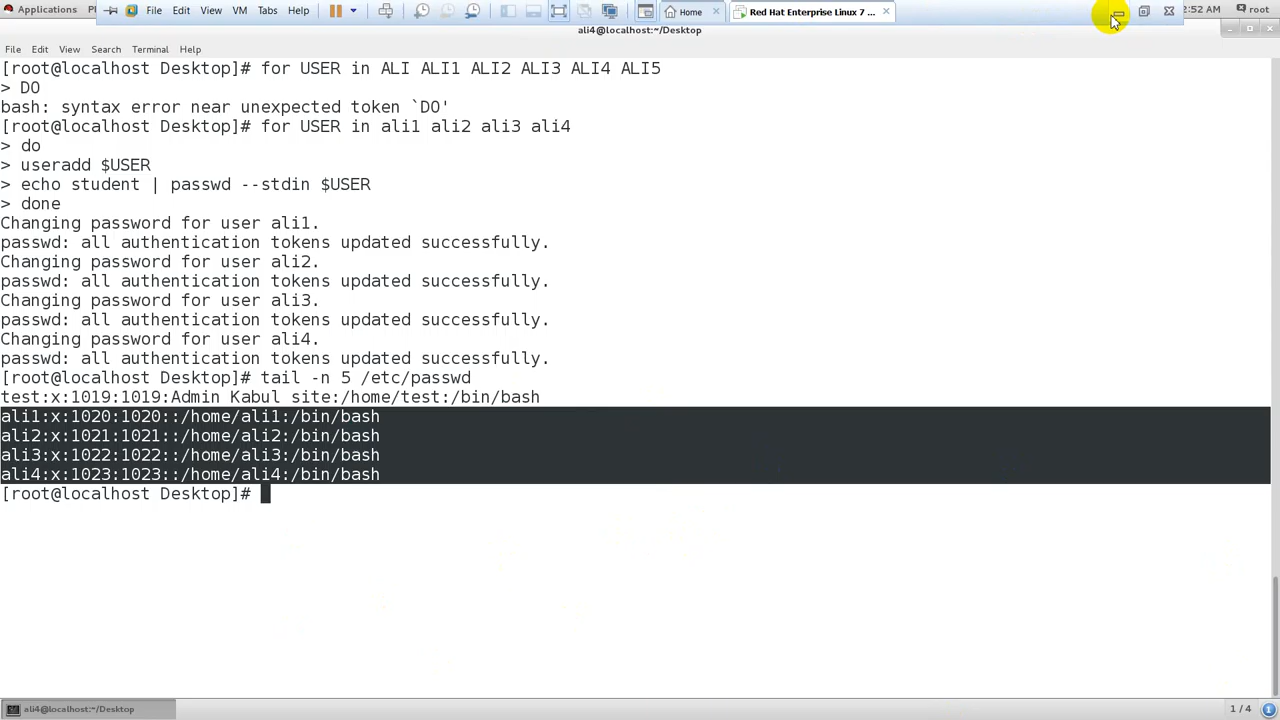 Applications Pl File Edit View VM Tabs Help Home Red Hat Enterprise Linux 7 ... 2:52 AM root
ali4@localhost:~/Desktop
File Edit View Search Terminal Help
[root@localhost Desktop]# for USER in ALI ALI1 ALI2 ALI3 ALI4 ALI5
> DO
bash: syntax error near unexpected token `DO'
[root@localhost Desktop]# for USER in ali1 ali2 ali3 ali4
> do
> useradd $USER
> echo student | passwd --stdin $USER
> done
Changing password for user ali1.
passwd: all authentication tokens updated successfully.
Changing password for user ali2.
passwd: all authentication tokens updated successfully.
Changing password for user ali3.
passwd: all authentication tokens updated successfully.
Changing password for user ali4.
passwd: all authentication tokens updated successfully.
[root@localhost Desktop]# tail -n 5 /etc/passwd
test:x:1019:1019:Admin Kabul site:/home/test:/bin/bash
ali1:x:1020:1020::/home/ali1:/bin/bash
ali2:x:1021:1021::/home/ali2:/bin/bash
ali3:x:1022:1022::/home/ali3:/bin/bash
ali4:x:1023:1023::/home/ali4:/bin/bash
[root@localhost Desktop]#
ali4@localhost:~/Desktop 1 / 4 1